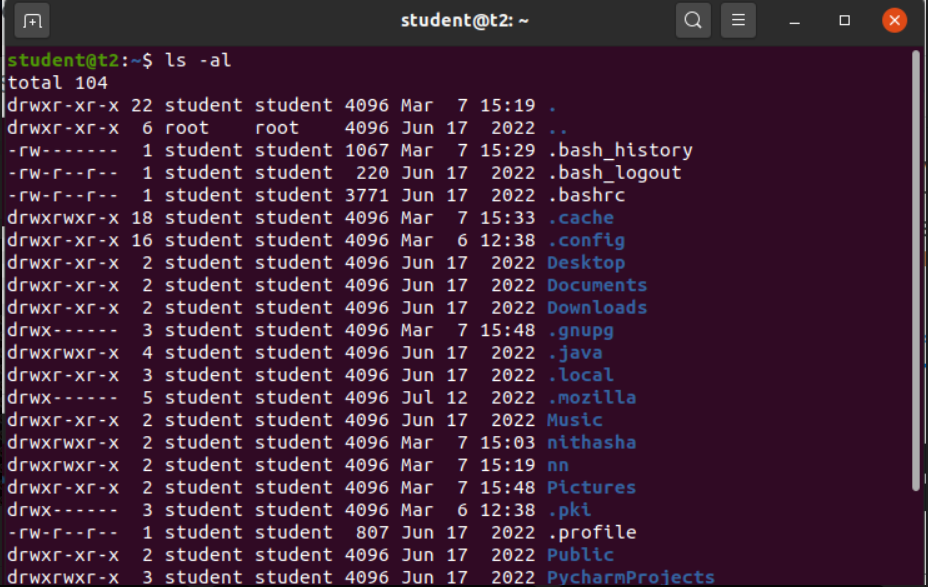 student@t2: ~
student@t2:~$ ls -al
total 104
drwxr-xr-x 22 student student 4096 Mar  7 15:19 .
drwxr-xr-x  6 root    root    4096 Jun 17  2022 ..
-rw-------  1 student student 1067 Mar  7 15:29 .bash_history
-rw-r--r--  1 student student  220 Jun 17  2022 .bash_logout
-rw-r--r--  1 student student 3771 Jun 17  2022 .bashrc
drwxrwxr-x 18 student student 4096 Mar  7 15:33 .cache
drwxr-xr-x 16 student student 4096 Mar  6 12:38 .config
drwxr-xr-x  2 student student 4096 Jun 17  2022 Desktop
drwxr-xr-x  2 student student 4096 Jun 17  2022 Documents
drwxr-xr-x  2 student student 4096 Jun 17  2022 Downloads
drwx------  3 student student 4096 Mar  7 15:48 .gnupg
drwxrwxr-x  4 student student 4096 Jun 17  2022 .java
drwxr-xr-x  3 student student 4096 Jun 17  2022 .local
drwx------  5 student student 4096 Jul 12  2022 .mozilla
drwxr-xr-x  2 student student 4096 Jun 17  2022 Music
drwxrwxr-x  2 student student 4096 Mar  7 15:03 nithasha
drwxrwxr-x  2 student student 4096 Mar  7 15:19 nn
drwxr-xr-x  2 student student 4096 Mar  7 15:48 Pictures
drwx------  3 student student 4096 Mar  6 12:38 .pki
-rw-r--r--  1 student student  807 Jun 17  2022 .profile
drwxr-xr-x  2 student student 4096 Jun 17  2022 Public
drwxrwxr-x  3 student student 4096 Jun 17  2022 PycharmProjects